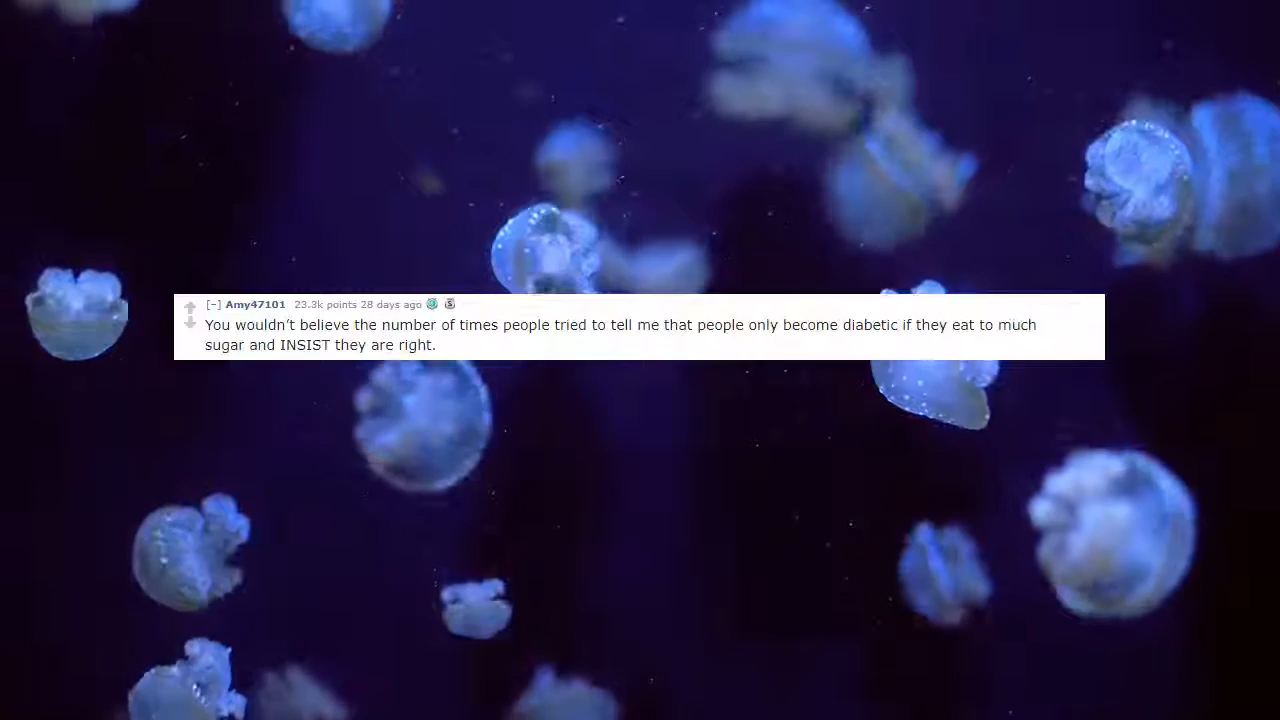 [–] Amy47101 23.3k points 28 days ago
You wouldn’t believe the number of times people tried to tell me that people only become diabetic if they eat to much
sugar and INSIST they are right.